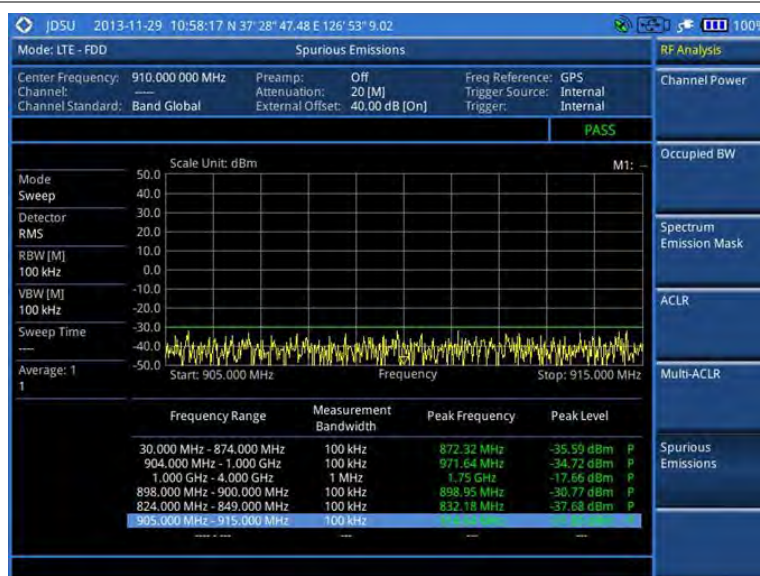 JDSU 2013-11-29 10:58:17 N 37° 28" 47.48 E 126° 53" 9.02 100%
Mode: LTE - FDD Spurious Emissions RF Analysis
Center Frequency: 910.000 000 MHz Preamp: Off Freq Reference: GPS
Channel: ---- Attenuation: 20 [M] Trigger Source: Internal
Channel Standard: Band Global External Offset: 40.00 dB [On] Trigger: Internal
Channel Power
PASS
Occupied BW
Scale Unit: dBm M1: --
Mode
Sweep
Detector
RMS
RBW [M]
100 kHz
VBW [M]
100 kHz
Sweep Time
----
Average: 1
1
50.0
40.0
30.0
20.0
10.0
0.0
-10.0
-20.0
-30.0
-40.0
-50.0
Start: 905.000 MHz Frequency Stop: 915.000 MHz
Spectrum
Emission Mask
ACLR
Multi-ACLR
Spurious
Emissions
Frequency Range Measurement Bandwidth Peak Frequency Peak Level
30.000 MHz - 874.000 MHz 100 kHz 872.32 MHz -35.59 dBm P
904.000 MHz - 1.000 GHz 100 kHz 971.64 MHz -34.72 dBm P
1.000 GHz - 4.000 GHz 1 MHz 1.75 GHz -17.66 dBm P
898.000 MHz - 900.000 MHz 100 kHz 898.95 MHz -30.77 dBm P
824.000 MHz - 849.000 MHz 100 kHz 832.18 MHz -37.68 dBm P
905.000 MHz - 915.000 MHz 100 kHz
---- - --- --- --- ---